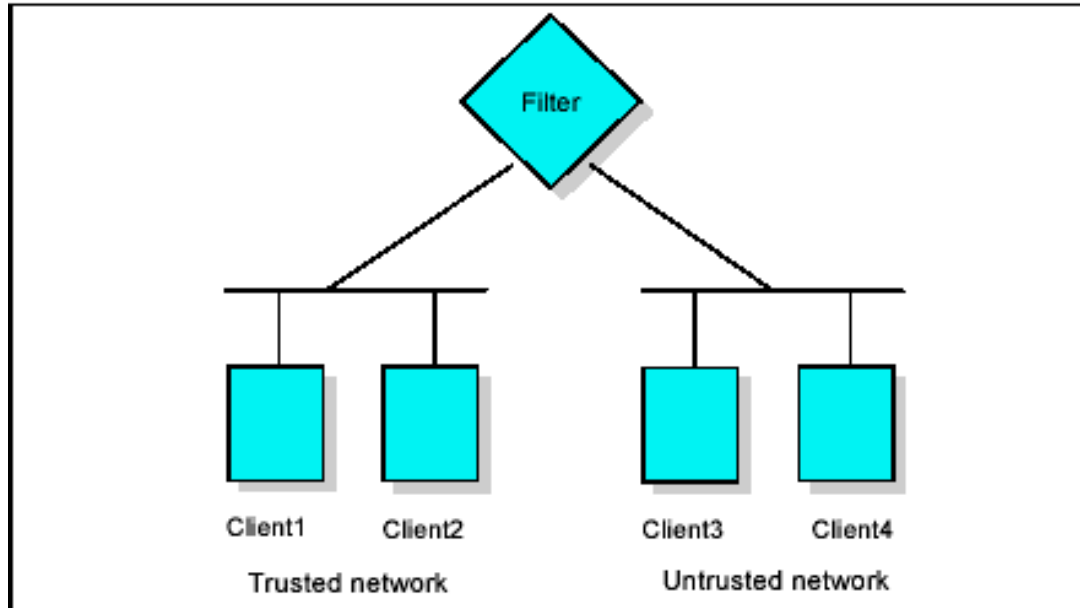 Filter
Client1
Client2
Client3
Client4
Trusted network
Untrusted network